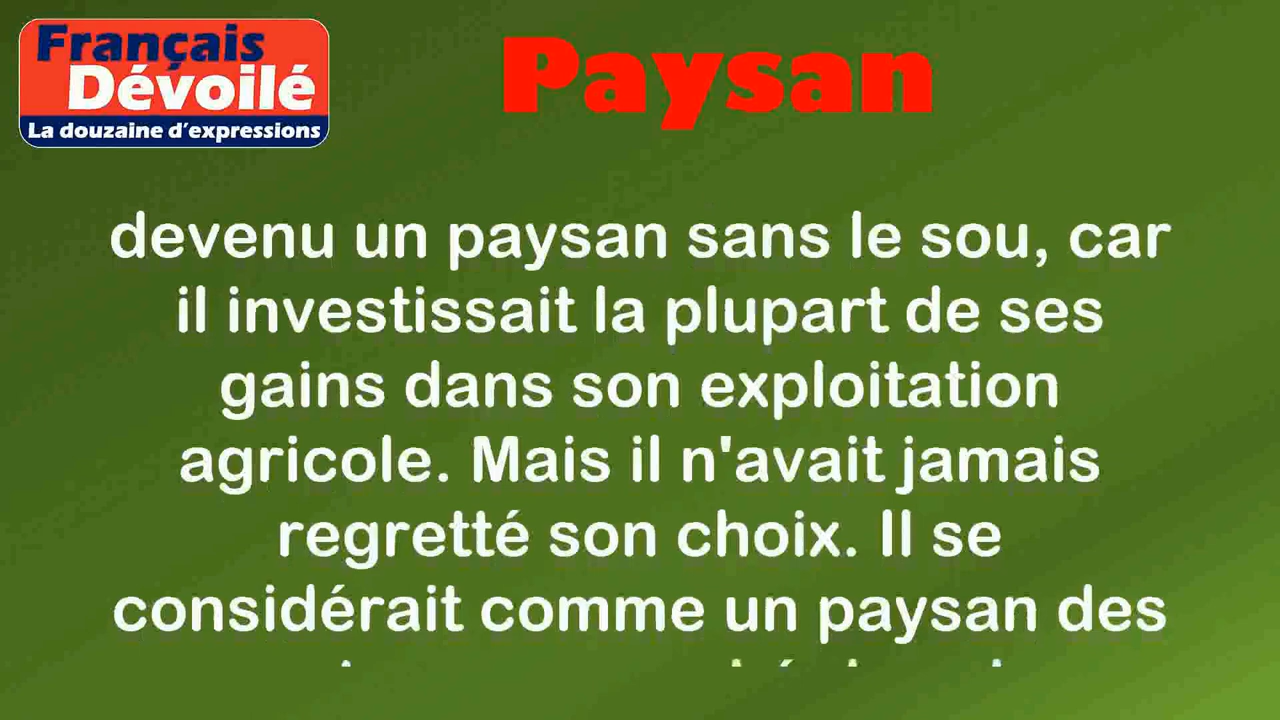 Français
Dévoilé
La douzaine d'expressions
Paysan
devenu un paysan sans le sou, car
il investissait la plupart de ses
gains dans son exploitation
agricole. Mais il n'avait jamais
regretté son choix. Il se
considérait comme un paysan des